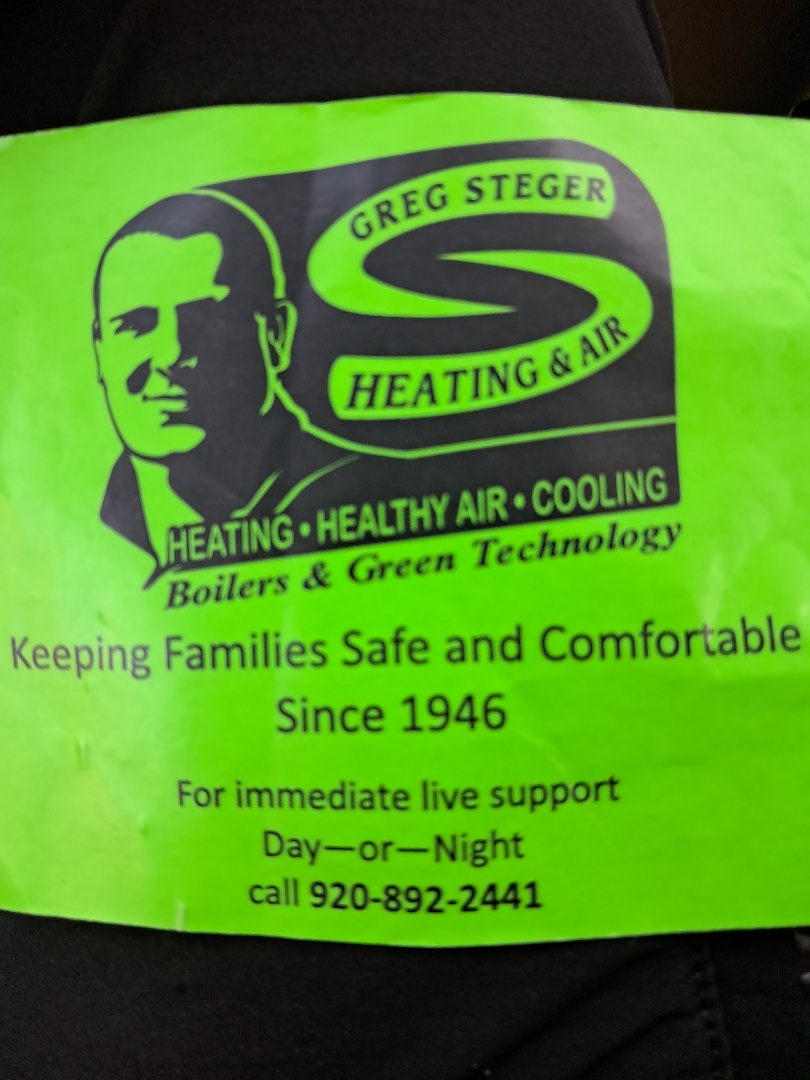 GREG STEGER
HEATING & AIR
HEATING • HEALTHY AIR • COOLING
Boilers & Green Technology
Keeping Families Safe and Comfortable
Since 1946
For immediate live support
Day—or—Night
call 920-892-2441